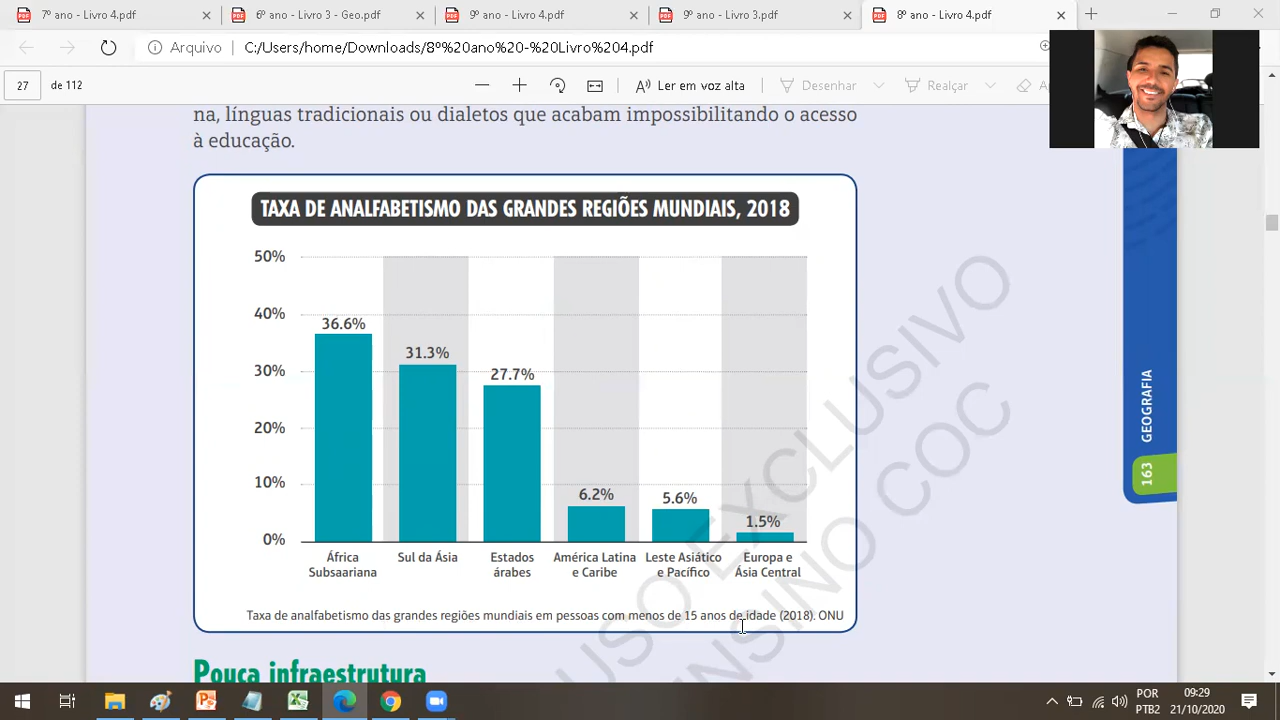 7º ano - Livro 4.pdf
6º ano - Livro 3 - Geo.pdf
9º ano - Livro 4.pdf
9º ano - Livro 3.pdf
8º ano - Livro 4.pdf
Arquivo
C:/Users/home/Downloads/8º%20ano%20-%20Livro%204.pdf
27
de 112
Ler em voz alta
Desenhar
Realçar
na, línguas tradicionais ou dialetos que acabam impossibilitando o acesso
à educação.
TAXA DE ANALFABETISMO DAS GRANDES REGIÕES MUNDIAIS, 2018
50%
40%
30%
20%
10%
0%
36.6%
31.3%
27.7%
6.2%
5.6%
1.5%
África
Subsaariana
Sul da Ásia
Estados
árabes
América Latina
e Caribe
Leste Asiático
e Pacífico
Europa e
Ásia Central
Taxa de analfabetismo das grandes regiões mundiais em pessoas com menos de 15 anos de idade (2018). ONU
USO EXCLUSIVO
ENSINO COC
GEOGRAFIA
163
Pouca infraestrutura
POR
PTB2
09:29
21/10/2020